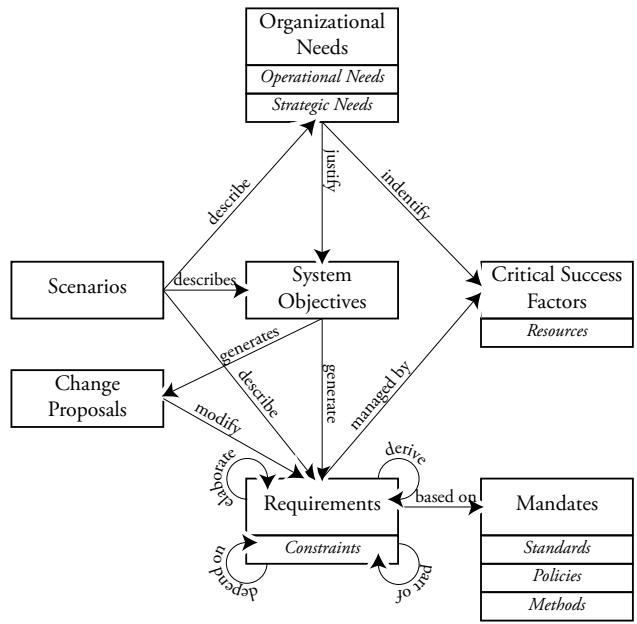 Organizational
Needs
Operational Needs
Strategic Needs
describe
justify
indentify
Scenarios
describes
System
Objectives
Critical Success
Factors
Resources
generates
Change
Proposals
describe
generate
managed by
modify
elaborate
derive
Requirements
based on
Mandates
Constraints
Standards
depend on
part of
Policies
Methods